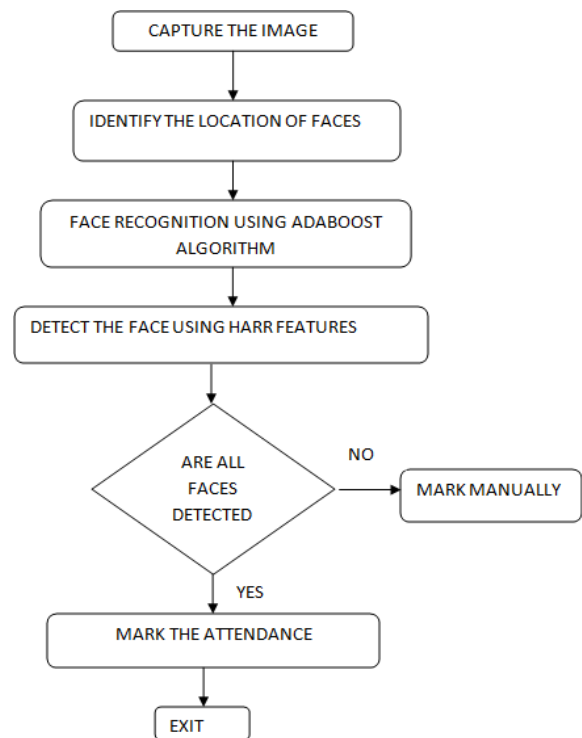 CAPTURE THE IMAGE
IDENTIFY THE LOCATION OF FACES
FACE RECOGNITION USING ADABOOST
ALGORITHM
DETECT THE FACE USING HARR FEATURES
ARE ALL
FACES
DETECTED
NO
MARK MANUALLY
YES
MARK THE ATTENDANCE
EXIT